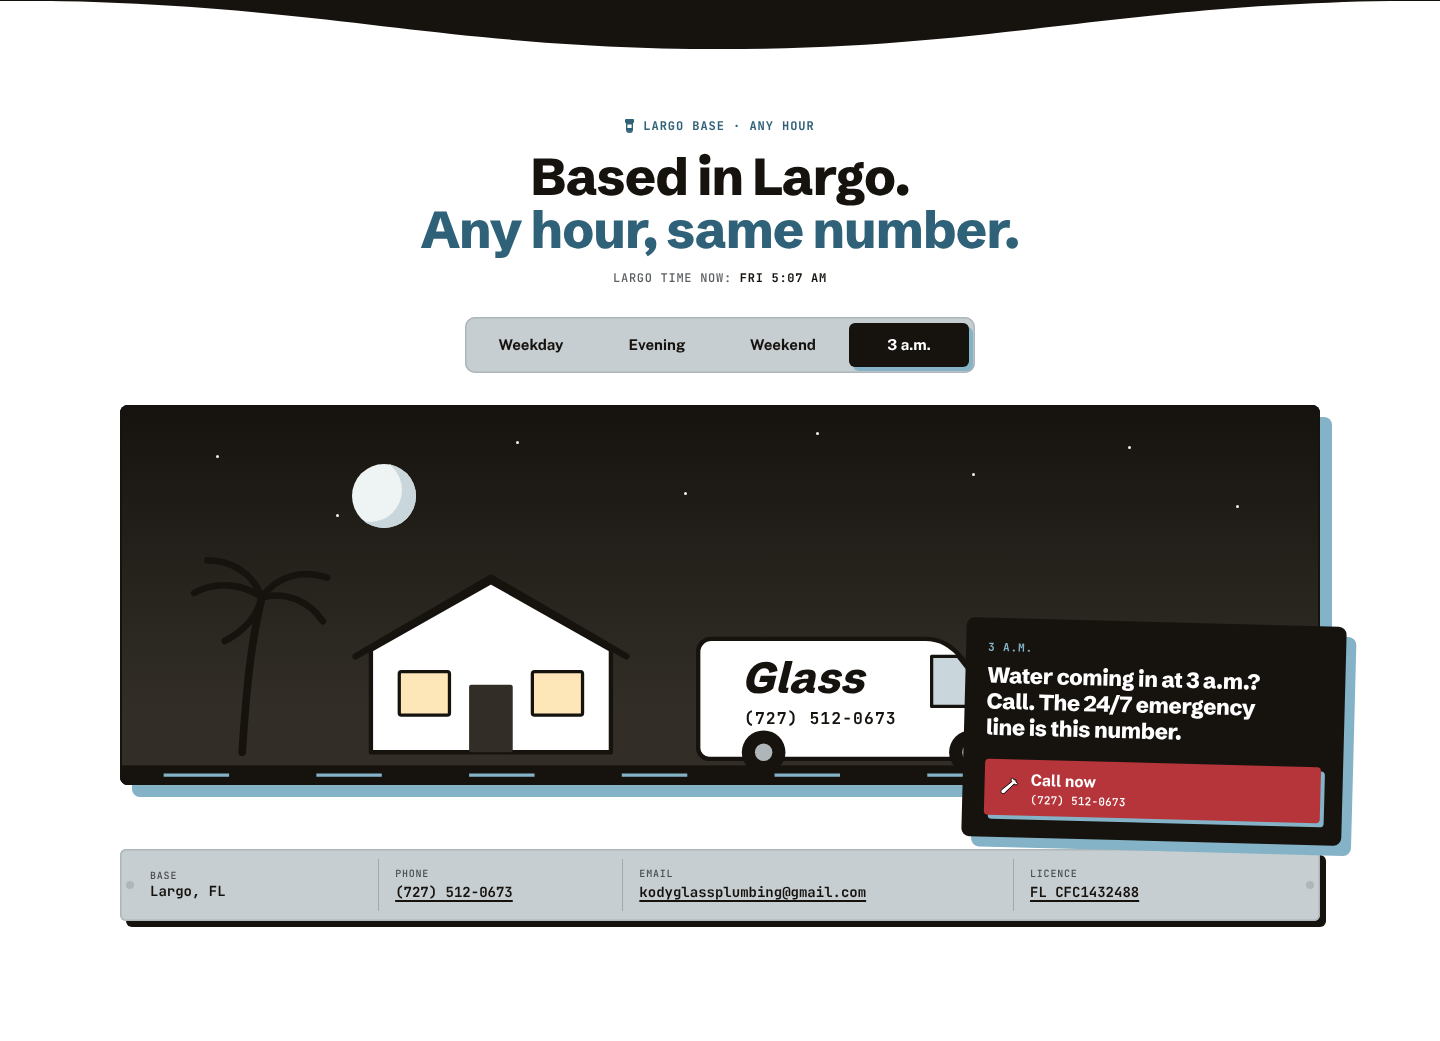 LARGO BASE · ANY HOUR
Based in Largo.
Any hour, same number.
LARGO TIME NOW: FRI 5:07 AM
Weekday
Evening
Weekend
3 a.m.
Glass
(727) 512-0673
3 A.M.
Water coming in at 3 a.m.?
Call. The 24/7 emergency
line is this number.
Call now
(727) 512-0673
BASE
Largo, FL
PHONE
(727) 512-0673
EMAIL
kodyglassplumbing@gmail.com
LICENCE
FL CFC1432488